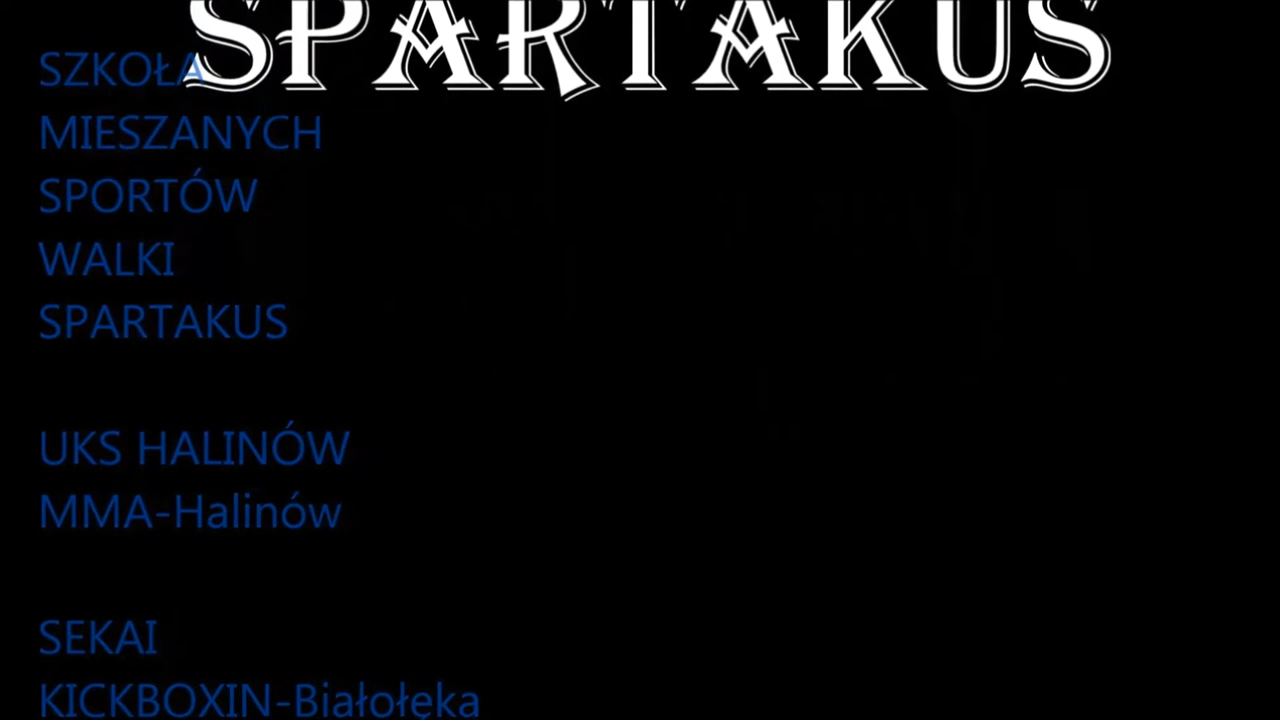 SPARTAKUS
SZKOŁA
MIESZANYCH
SPORTÓW
WALKI
SPARTAKUS
UKS HALINÓW
MMA-Halinów
SEKAI
KICKBOXIN-Białołęka